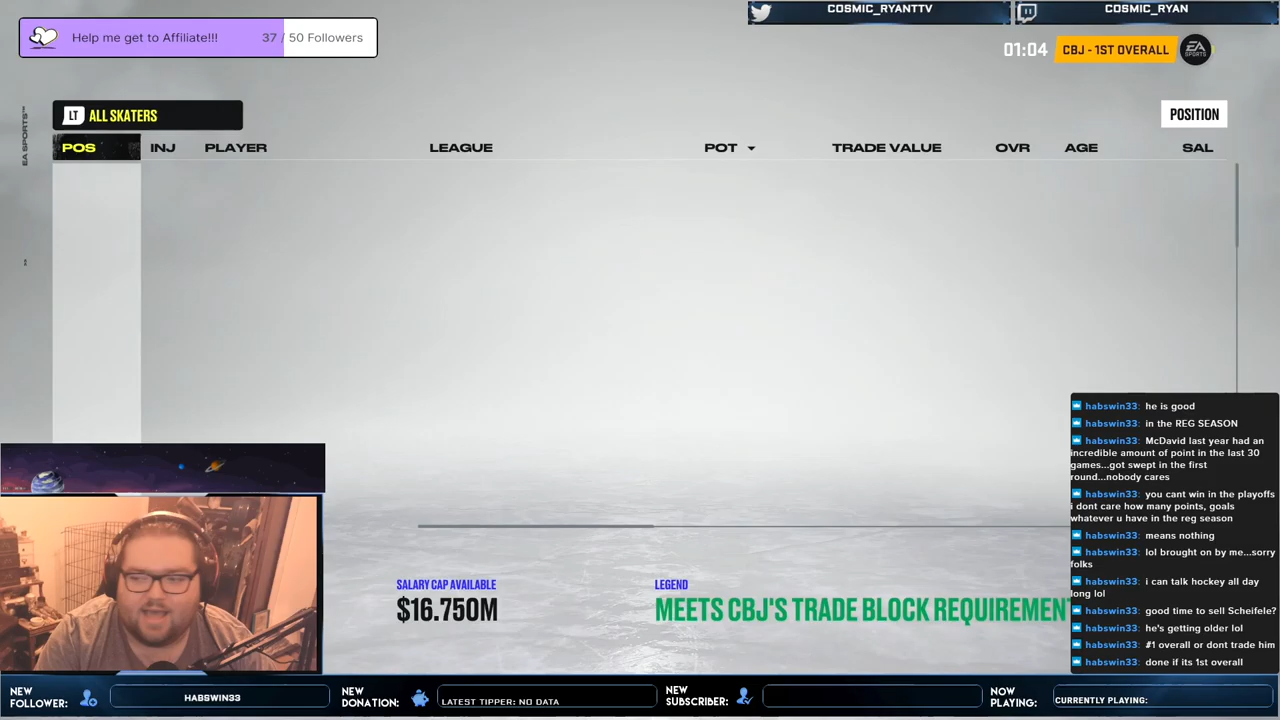 COSMIC_RYANTTV
COSMIC_RYAN
Help me get to Affiliate!!!
37 / 50 Followers
01:04
CBJ - 1ST OVERALL
EA SPORTS
EA SPORTS™
LT ALL SKATERS
POSITION
POS INJ PLAYER LEAGUE POT TRADE VALUE OVR AGE SAL
habswin33: he is good
habswin33: in the REG SEASON
habswin33: McDavid last year had an
incredible amount of point in the last 30
games...got swept in the first
round...nobody cares
habswin33: you cant win in the playoffs
i dont care how many points, goals
whatever u have in the reg season
habswin33: means nothing
habswin33: lol brought on by me...sorry
folks
habswin33: i can talk hockey all day
long lol
habswin33: good time to sell Scheifele?
habswin33: he's getting older lol
habswin33: #1 overall or dont trade him
habswin33: done if its 1st overall
SALARY CAP AVAILABLE
$16.750M
LEGEND
MEETS CBJ'S TRADE BLOCK REQUIREMEN
NEW
FOLLOWER:
HABSWIN33
NEW
DONATION:
LATEST TIPPER: NO DATA
NEW
SUBSCRIBER:
NOW
PLAYING:
CURRENTLY PLAYING: